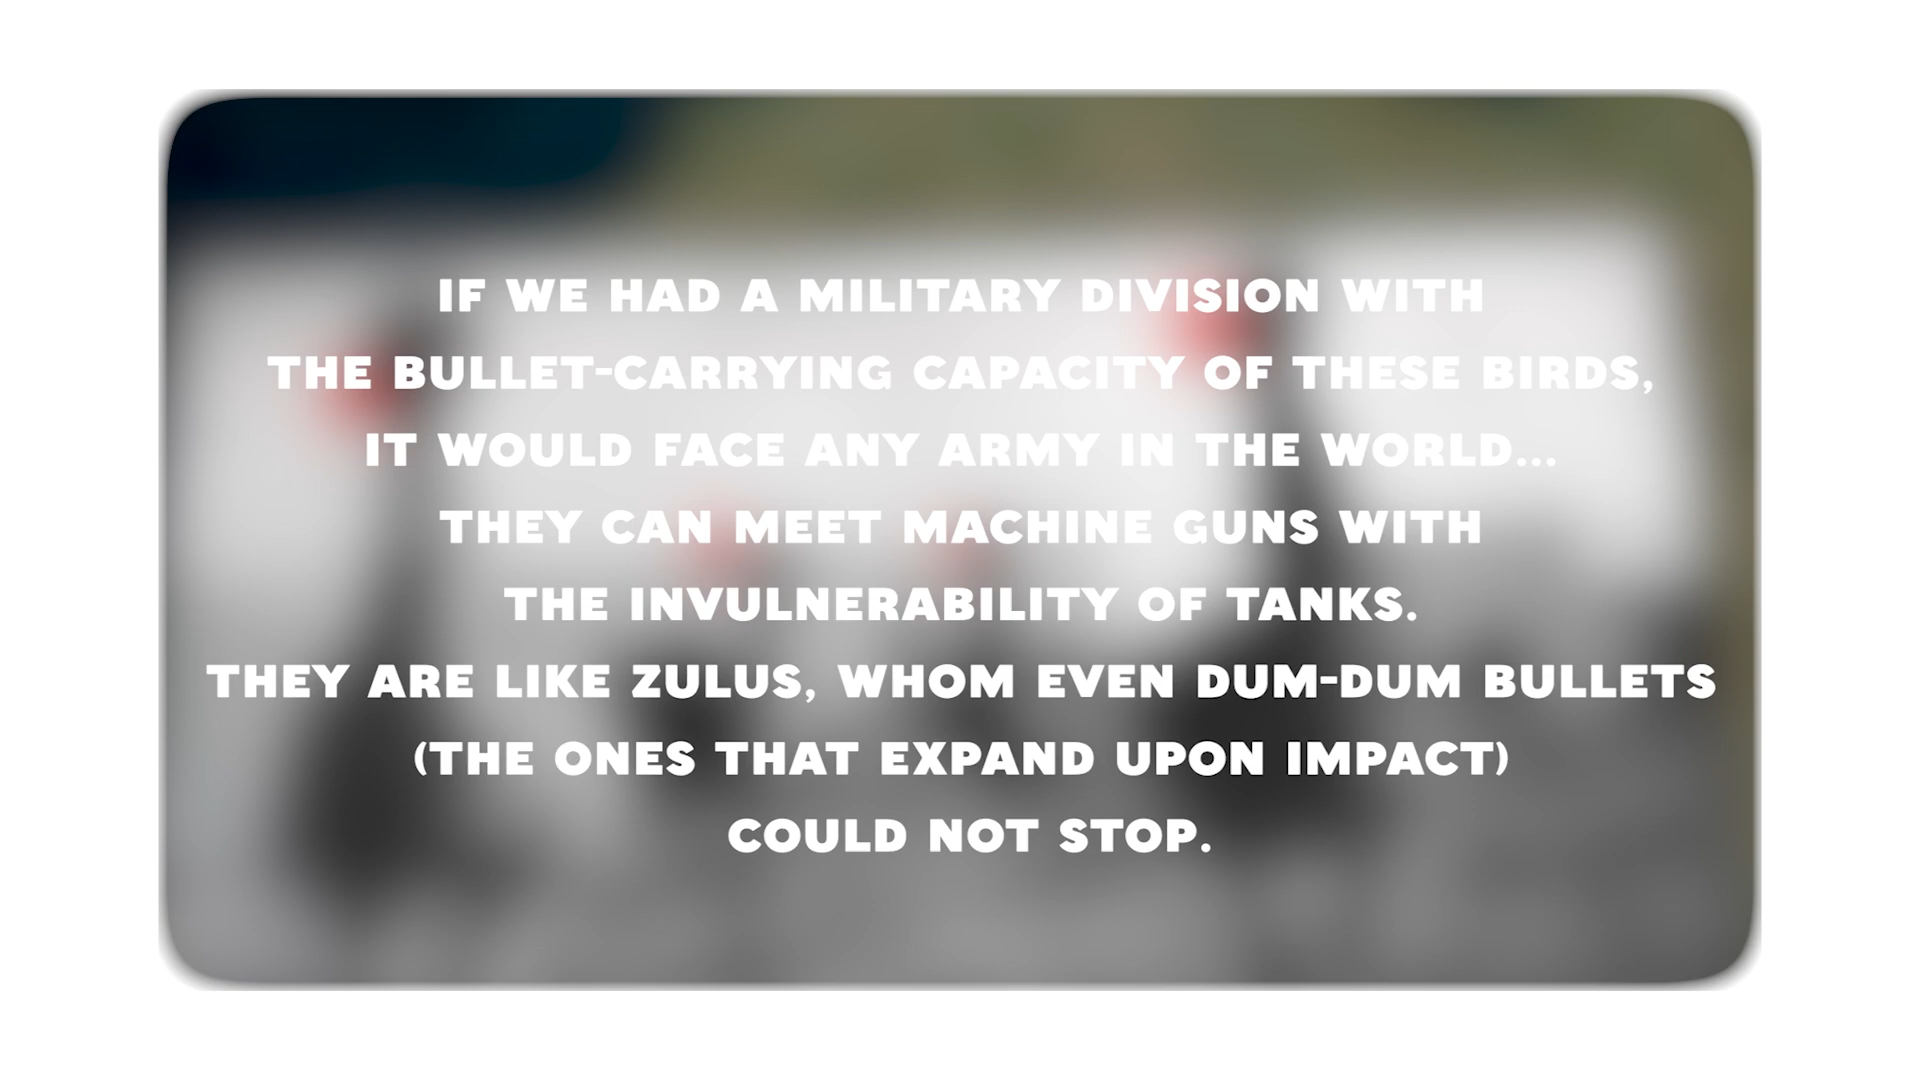 IF WE HAD A MILITARY DIVISION WITH
THE BULLET-CARRYING CAPACITY OF THESE BIRDS,
IT WOULD FACE ANY ARMY IN THE WORLD...
THEY CAN MEET MACHINE GUNS WITH
THE INVULNERABILITY OF TANKS.
THEY ARE LIKE ZULUS, WHOM EVEN DUM-DUM BULLETS
(THE ONES THAT EXPAND UPON IMPACT)
COULD NOT STOP.